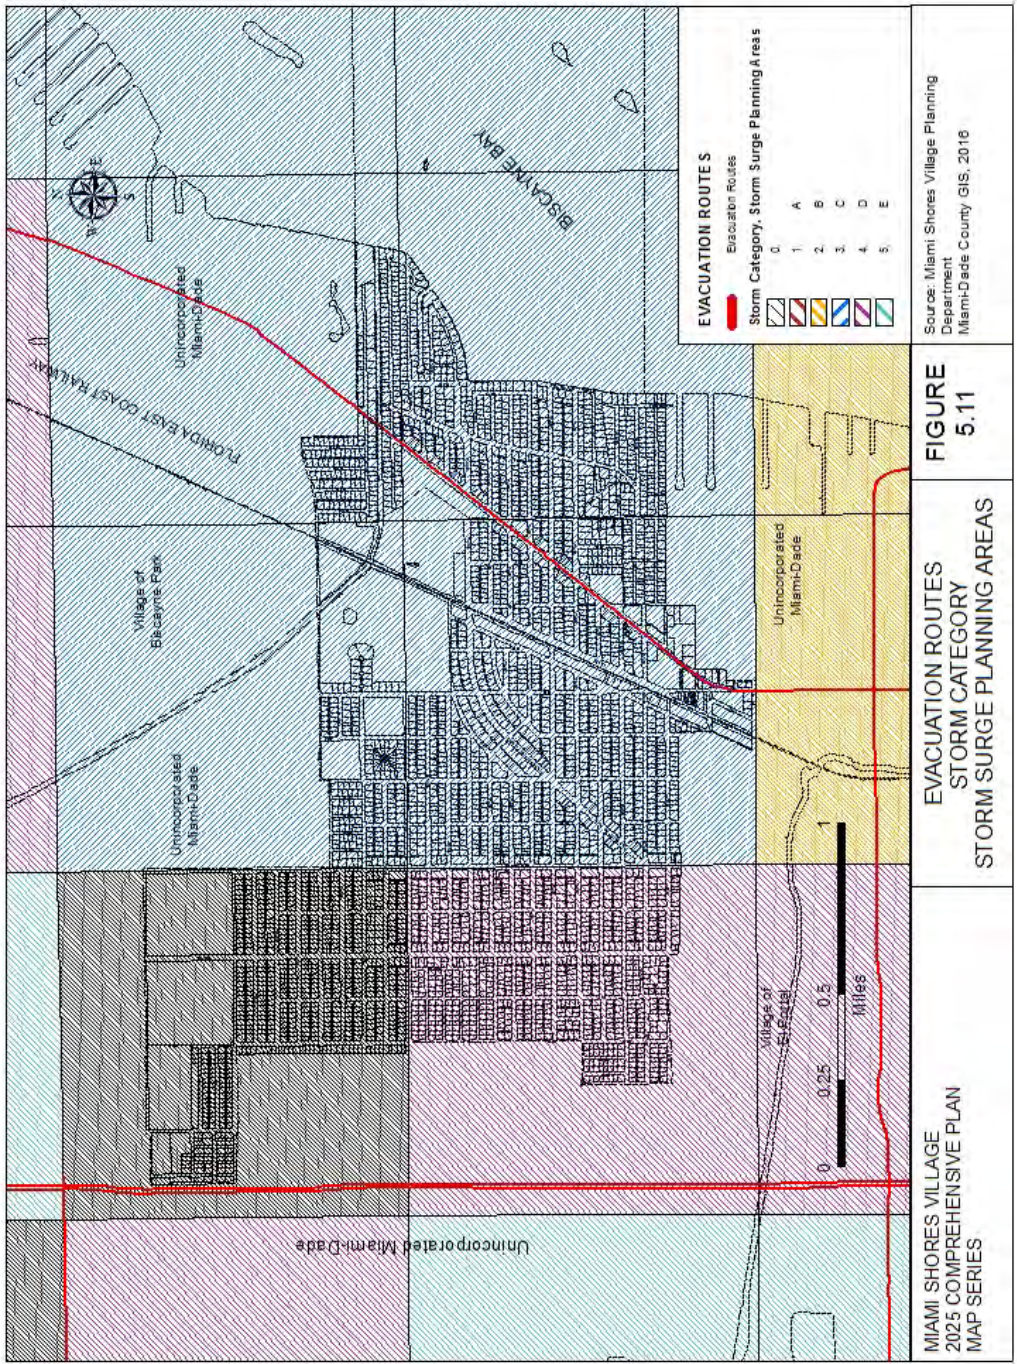 N
W
E
S
Unincorporated
Miami-Dade
FLORIDA EAST COAST RAILWAY
BISCAYNE BAY
Village of
Biscayne Park
Unincorporated
Miami-Dade
Unincorporated
Miami-Dade
Village of
El Portal
Unincorporated Miami-Dade
0 0.25 0.5 1
Miles
EVACUATION ROUTES
Evacuation Routes
Storm Category, Storm Surge Planning Areas
0.
1. A
2. B
3. C
4. D
5. E
MIAMI SHORES VILLAGE
2025 COMPREHENSIVE PLAN
MAP SERIES
EVACUATION ROUTES
STORM CATEGORY
STORM SURGE PLANNING AREAS
FIGURE
5.11
Source: Miami Shores Village Planning
Department
Miami-Dade County GIS, 2016